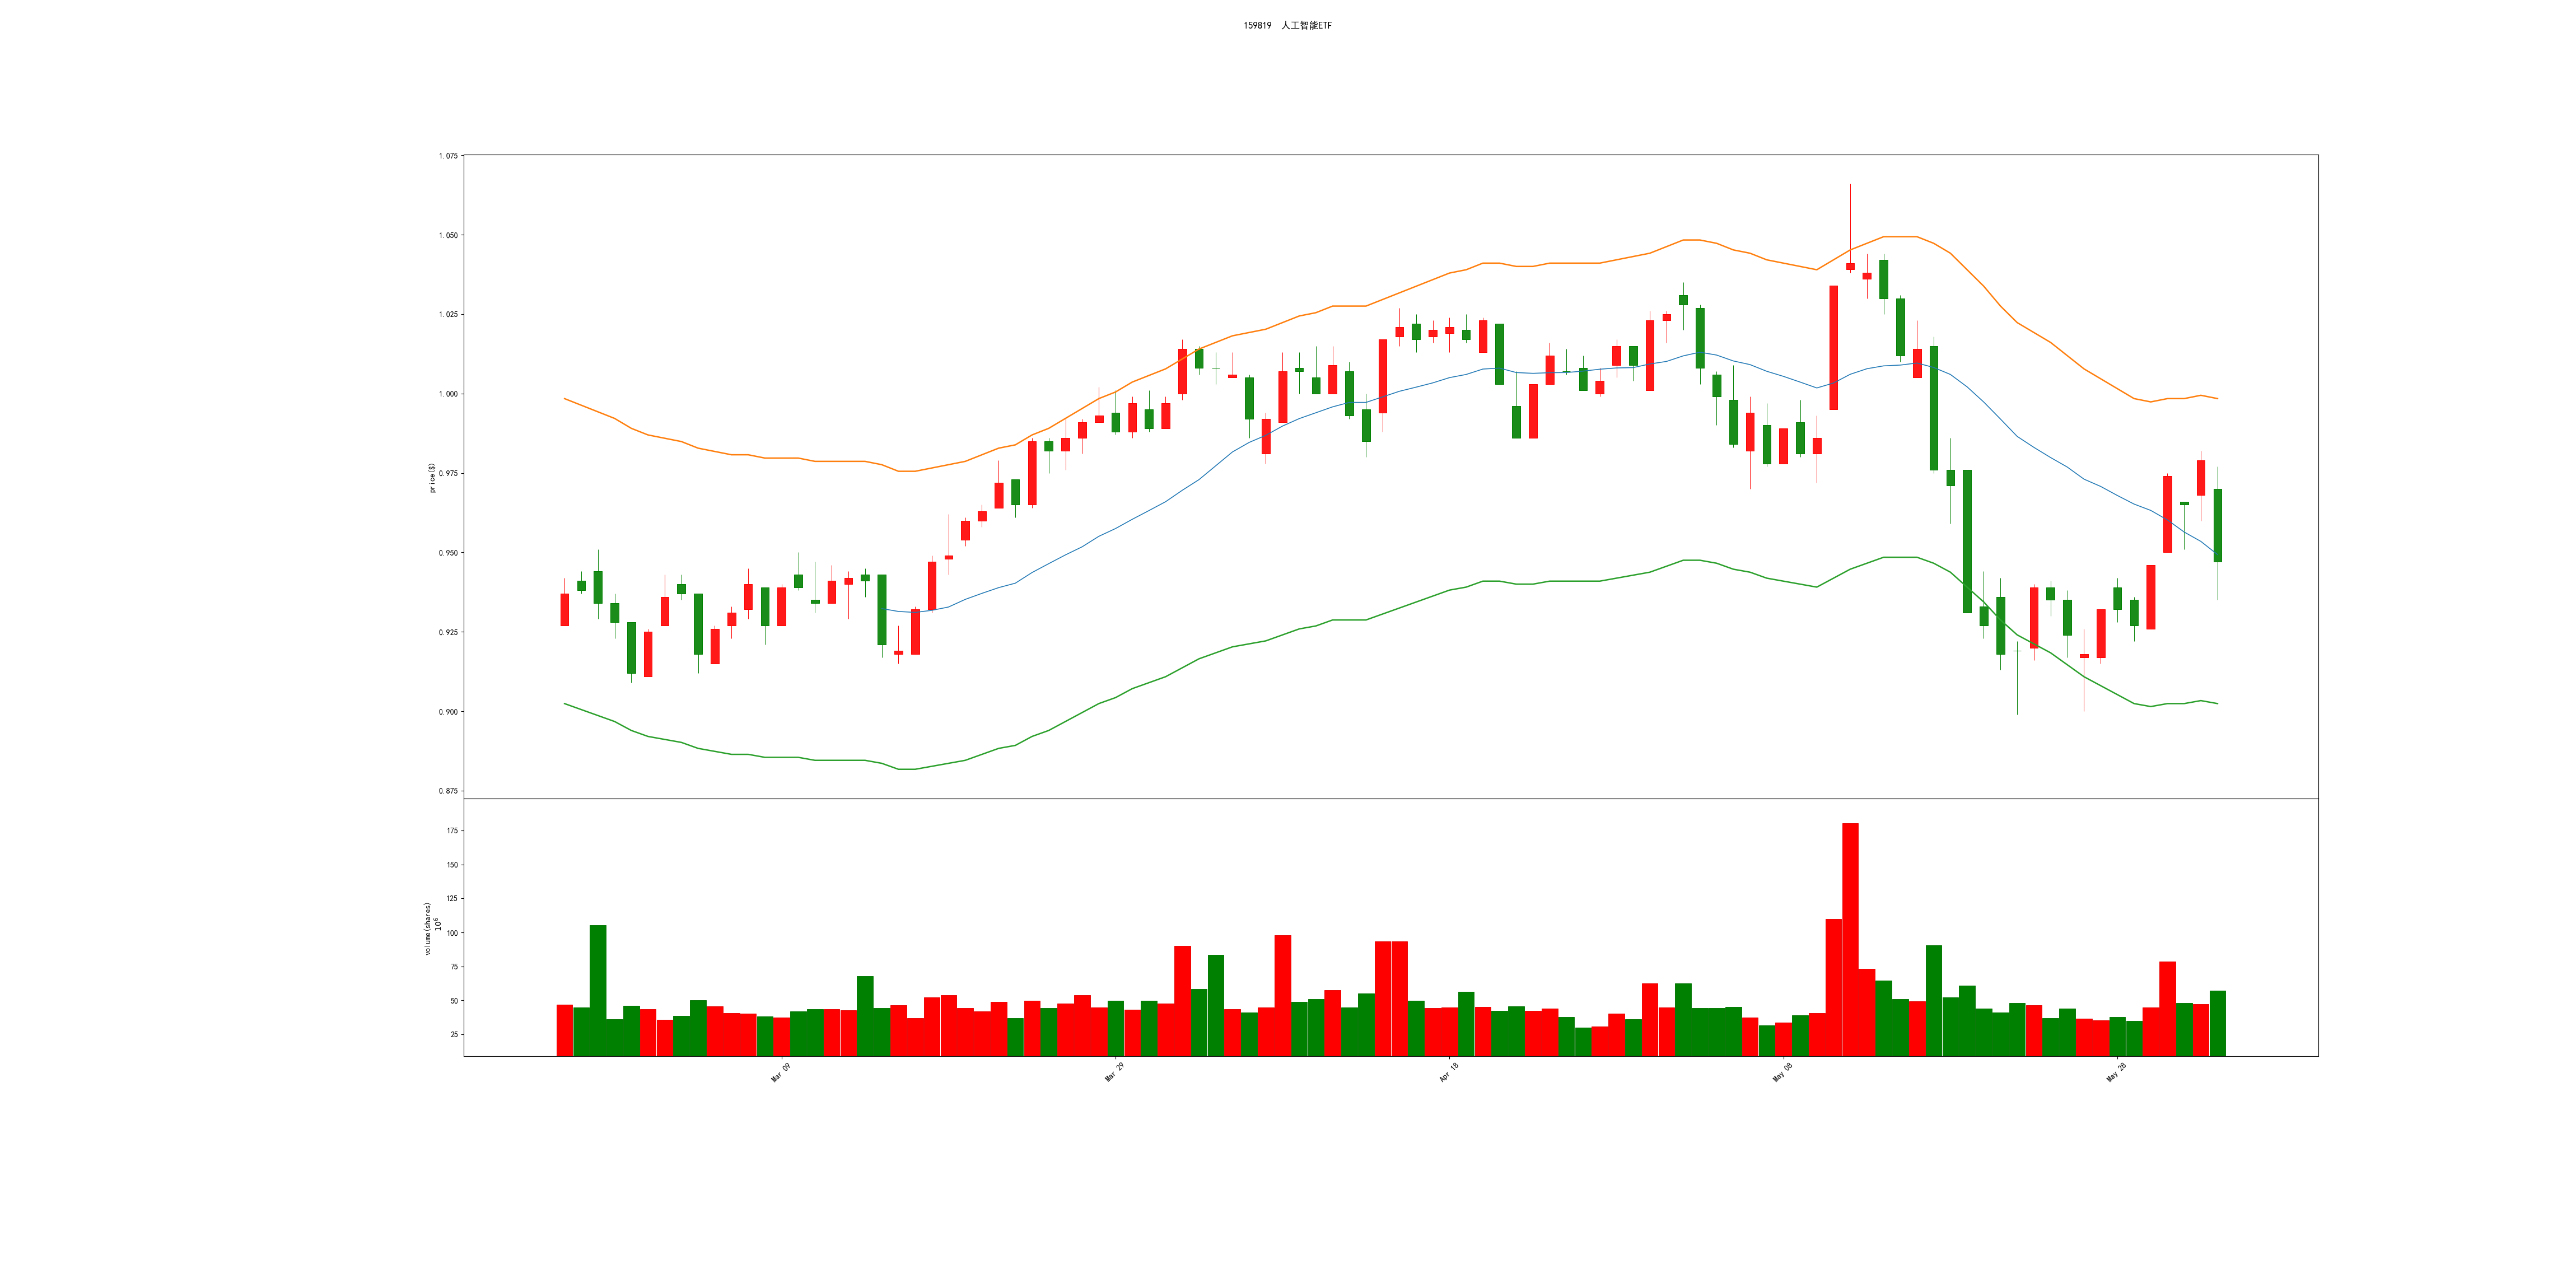 159819 人工智能ETF
1.075
1.050
1.025
1.000
0.975
0.950
0.925
0.900
0.875
price($)
175
150
125
100
75
50
25
volume(shares)
10⁶
Mar 09
Mar 29
Apr 18
May 08
May 28